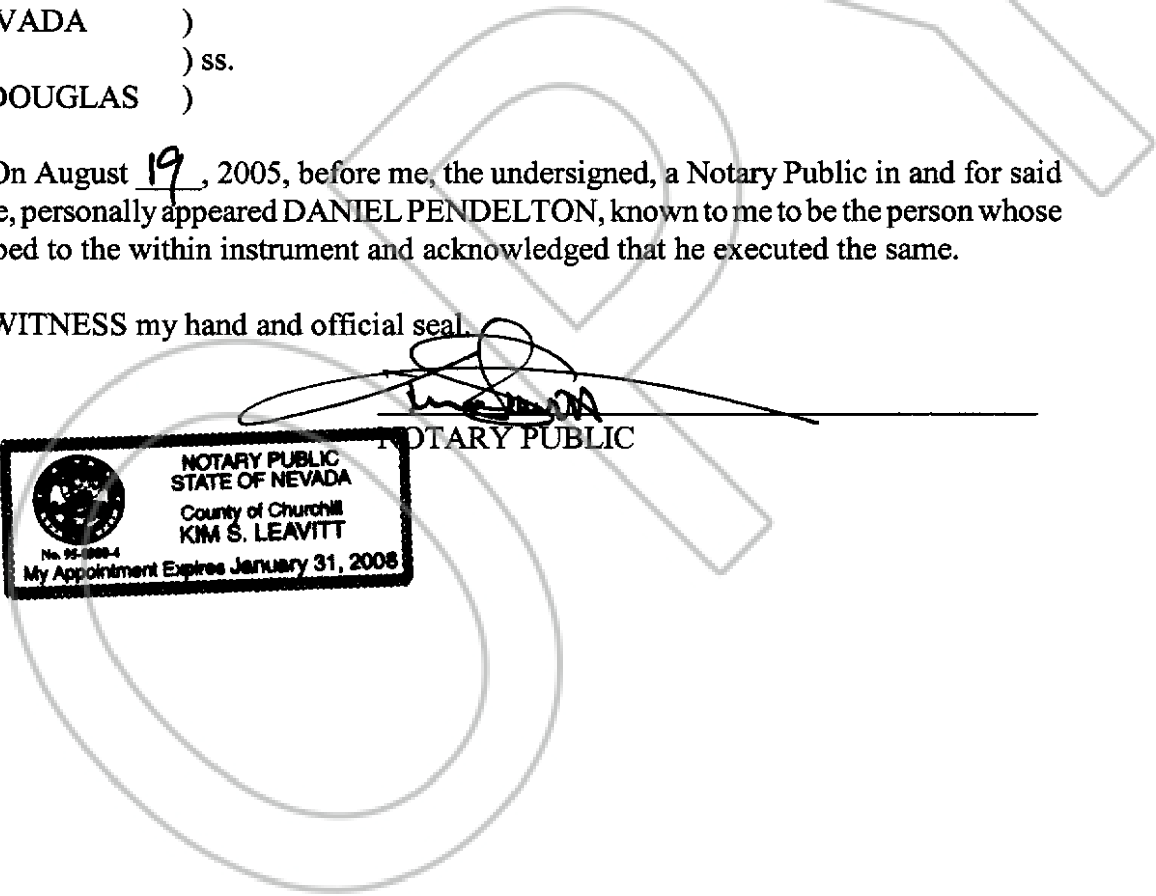 VADA )
) ss.
DOUGLAS )
On August 19, 2005, before me, the undersigned, a Notary Public in and for said
e, personally appeared DANIEL PENDELTON, known to me to be the person whose
bed to the within instrument and acknowledged that he executed the same.
WITNESS my hand and official seal.
NOTARY PUBLIC
NOTARY PUBLIC
STATE OF NEVADA
County of Churchill
KIM S. LEAVITT
My Appointment Expires January 31, 2008